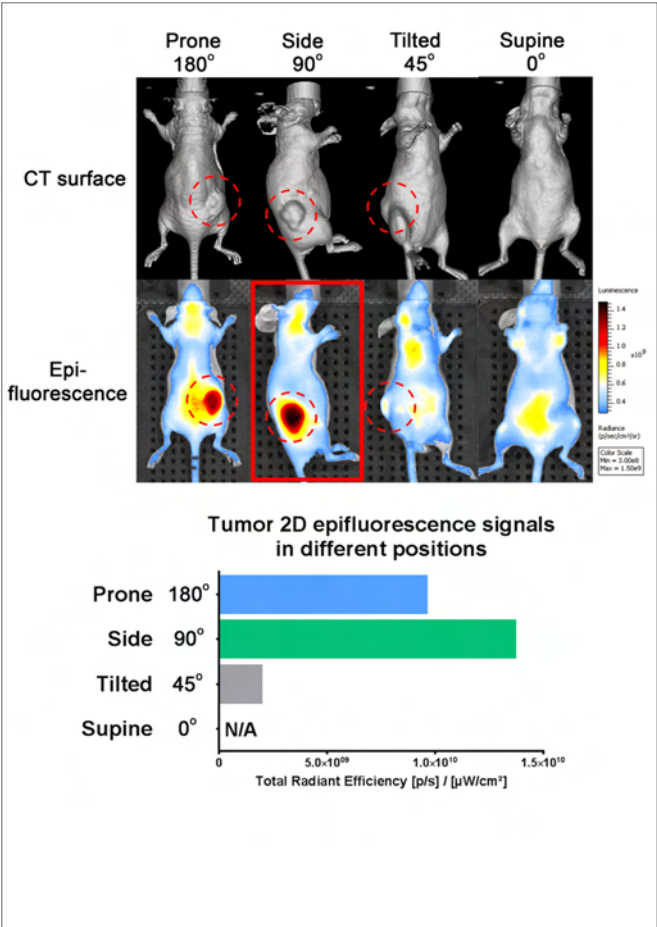 Prone Side Tilted Supine
180° 90° 45° 0°
CT surface
Epi-
fluorescence
Luminescence
1.4
1.2
1.0
x10⁹
0.8
0.6
0.4
Radiance
(p/sec/cm²/sr)
Color Scale
Min = 3.00e8
Max = 1.50e9
Tumor 2D epifluorescence signals
in different positions
Prone 180°
Side 90°
Tilted 45°
Supine 0° N/A
0 5.0×10⁰⁹ 1.0×10¹⁰ 1.5×10¹⁰
Total Radiant Efficiency [p/s] / [µW/cm²]